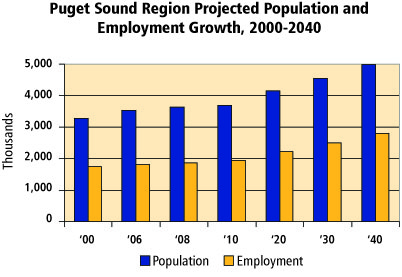 Puget Sound Region Projected Population and
Employment Growth, 2000-2040
Thousands
5,000
4,000
3,000
2,000
1,000
0
'00 '06 '08 '10 '20 '30 '40
Population Employment